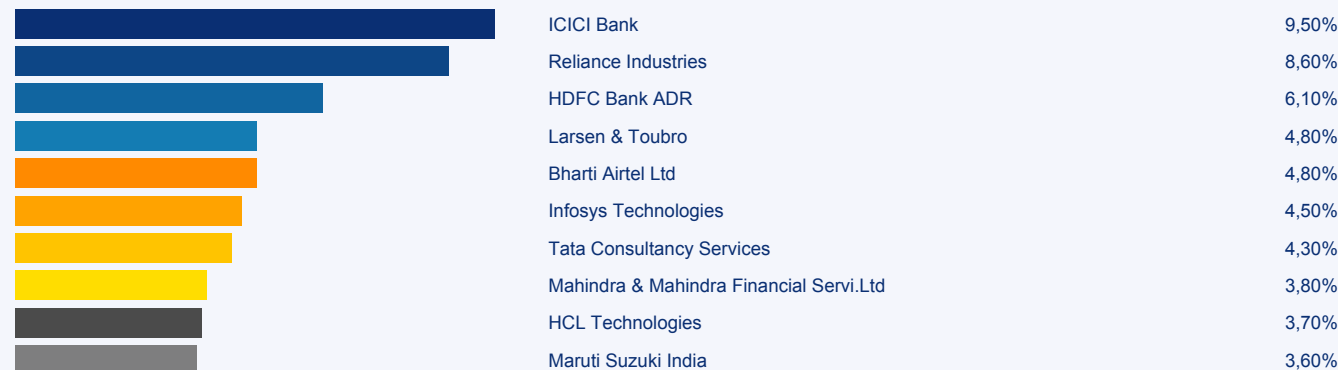 ICICI Bank 9,50%
Reliance Industries 8,60%
HDFC Bank ADR 6,10%
Larsen & Toubro 4,80%
Bharti Airtel Ltd 4,80%
Infosys Technologies 4,50%
Tata Consultancy Services 4,30%
Mahindra & Mahindra Financial Servi.Ltd 3,80%
HCL Technologies 3,70%
Maruti Suzuki India 3,60%